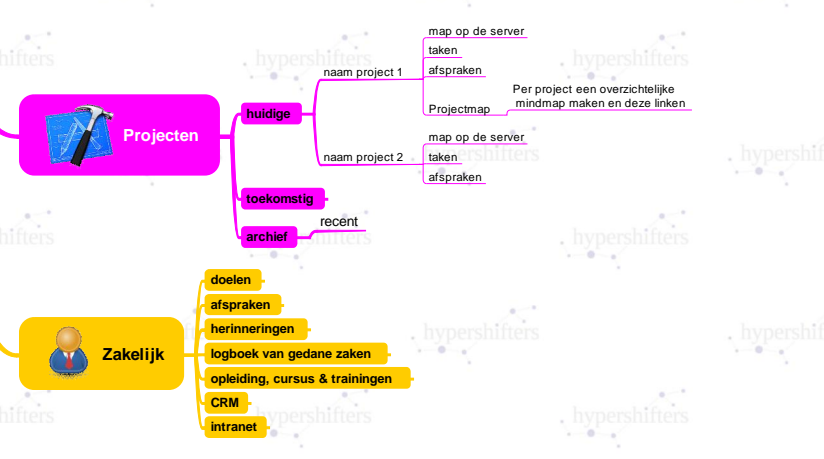 Projecten
huidige
naam project 1
map op de server
taken
afspraken
Projectmap
Per project een overzichtelijke
mindmap maken en deze linken
naam project 2
map op de server
taken
afspraken
toekomstig
archief
recent
Zakelijk
doelen
afspraken
herinneringen
logboek van gedane zaken
opleiding, cursus & trainingen
CRM
intranet
hypershifters